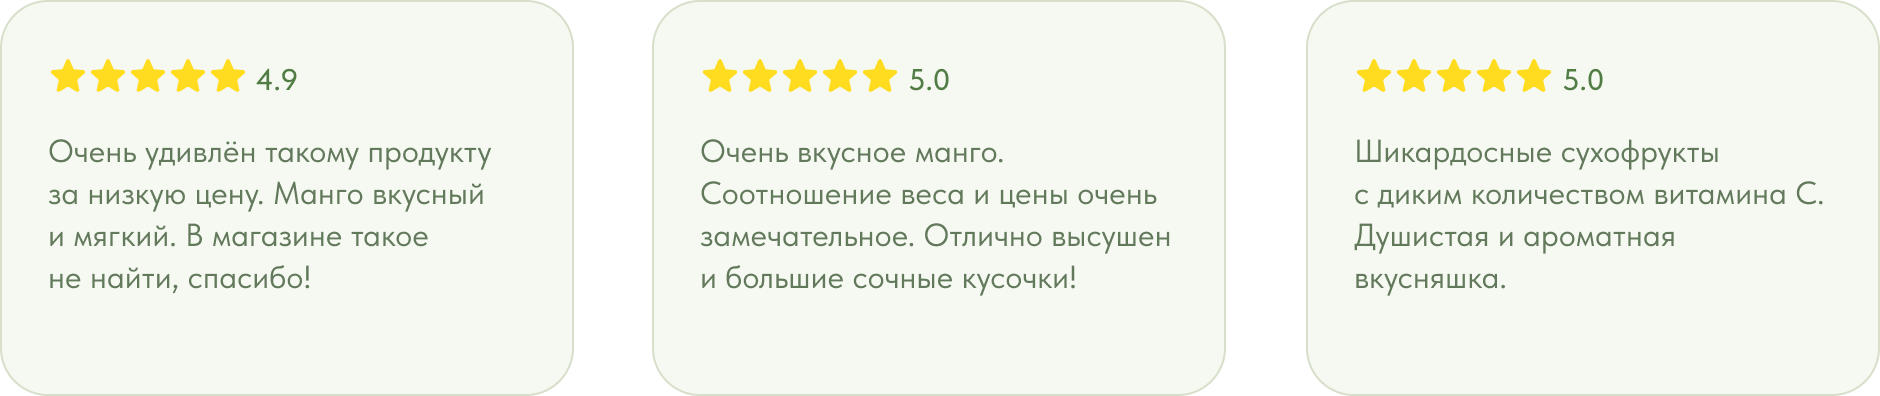 4.9
Очень удивлён такому продукту
за низкую цену. Манго вкусный
и мягкий. В магазине такое
не найти, спасибо!
5.0
Очень вкусное манго.
Соотношение веса и цены очень
замечательное. Отлично высушен
и большие сочные кусочки!
5.0
Шикардосные сухофрукты
с диким количеством витамина С.
Душистая и ароматная
вкусняшка.